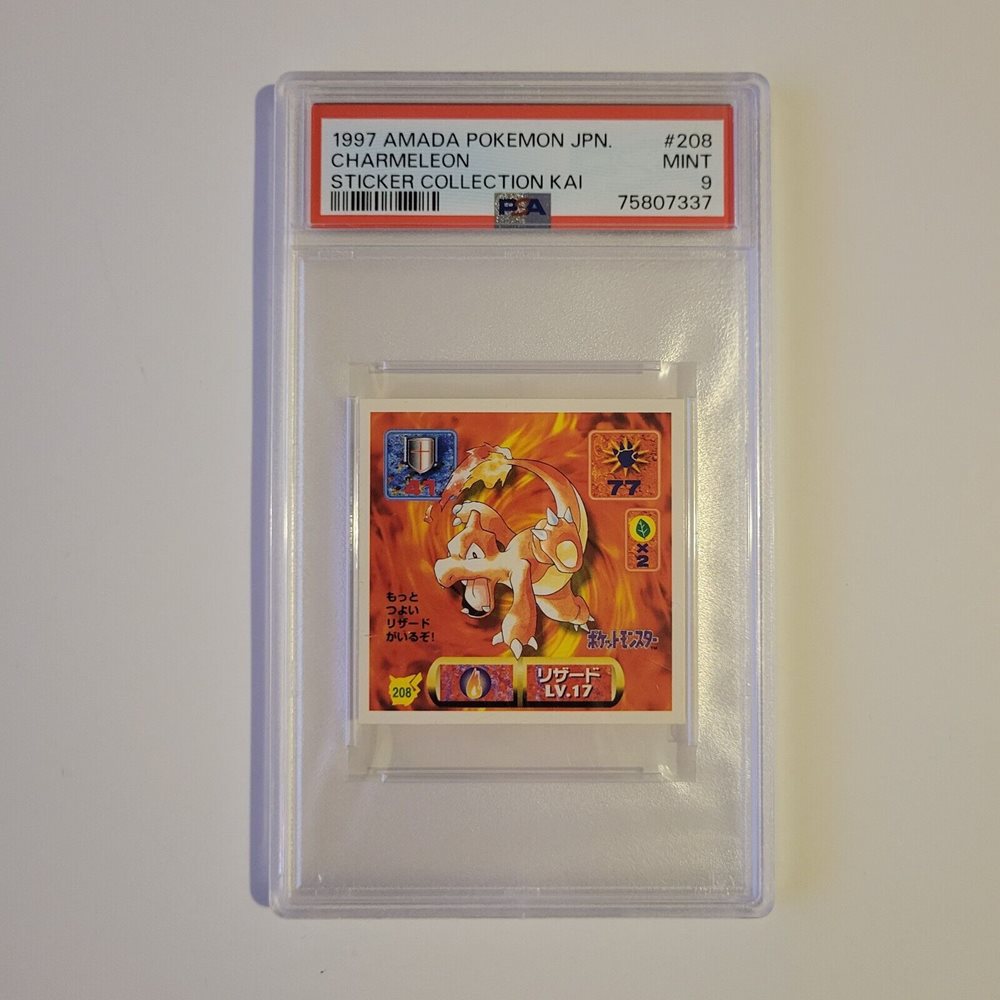 1997 AMADA POKEMON JPN. #208
CHARMELEON MINT
STICKER COLLECTION KAI 9
PSA 75807337
41
77
×2
もっと
つよい
リザード
がいるぞ!
ポケットモンスター™
208
リザード
LV.17